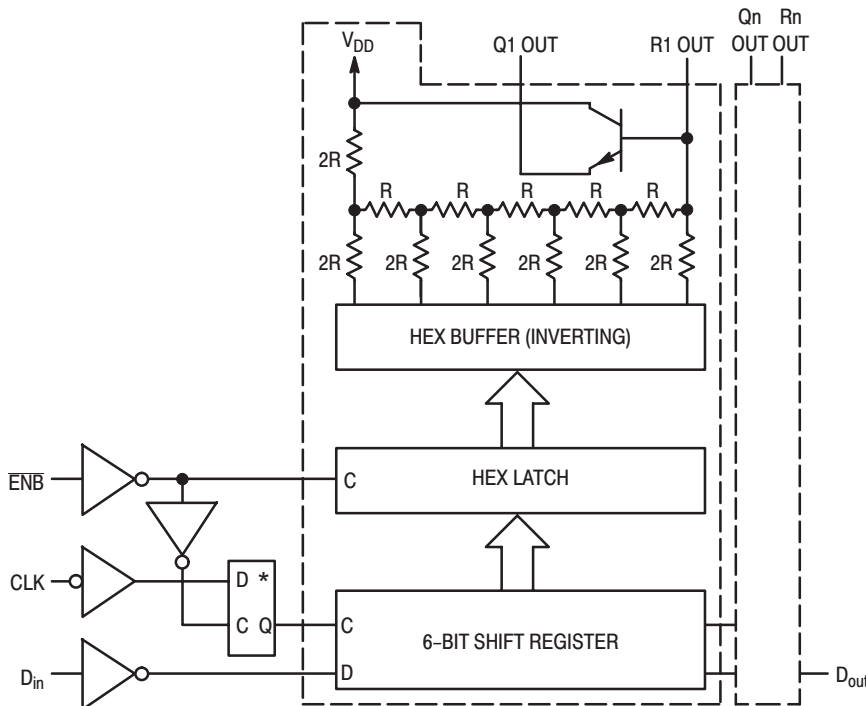 Qn OUT
Rn OUT
VDD
Q1 OUT
R1 OUT
2R
R
R
R
R
R
2R
2R
2R
2R
2R
2R
HEX BUFFER (INVERTING)
ENB
C
HEX LATCH
CLK
D *
C Q
C
6–BIT SHIFT REGISTER
Din
D
Dout